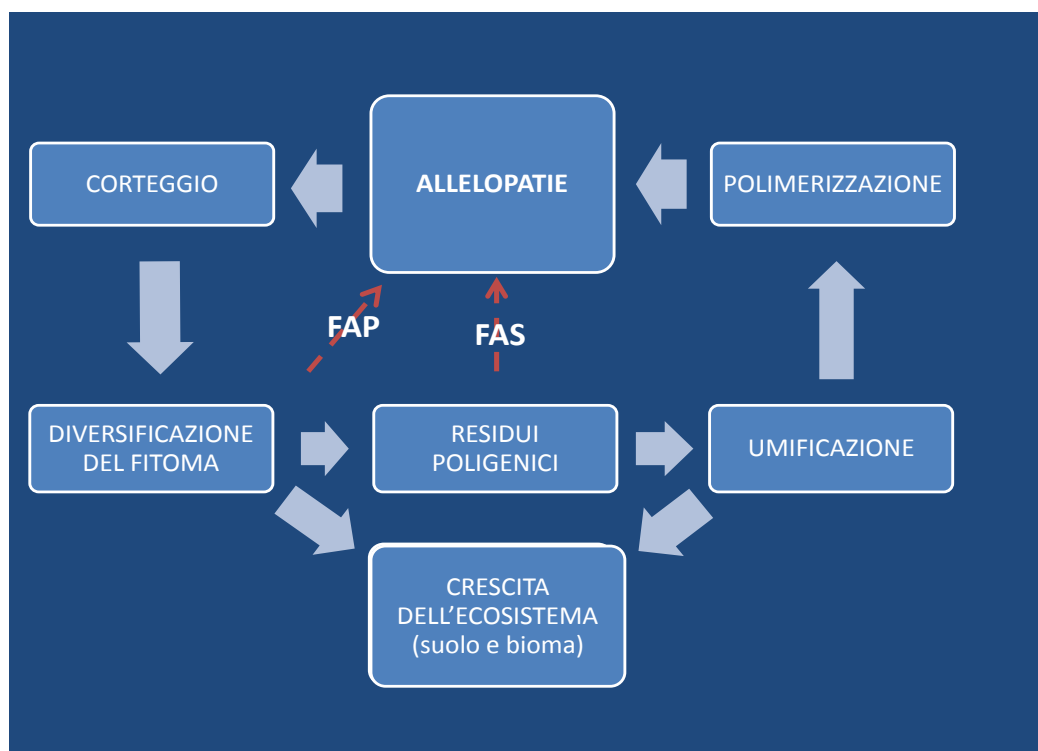 CORTEGGIO
ALLELOPATIE
POLIMERIZZAZIONE
FAP
FAS
DIVERSIFICAZIONE
DEL FITOMA
RESIDUI
POLIGENICI
UMIFICAZIONE
CRESCITA
DELL’ECOSISTEMA
(suolo e bioma)